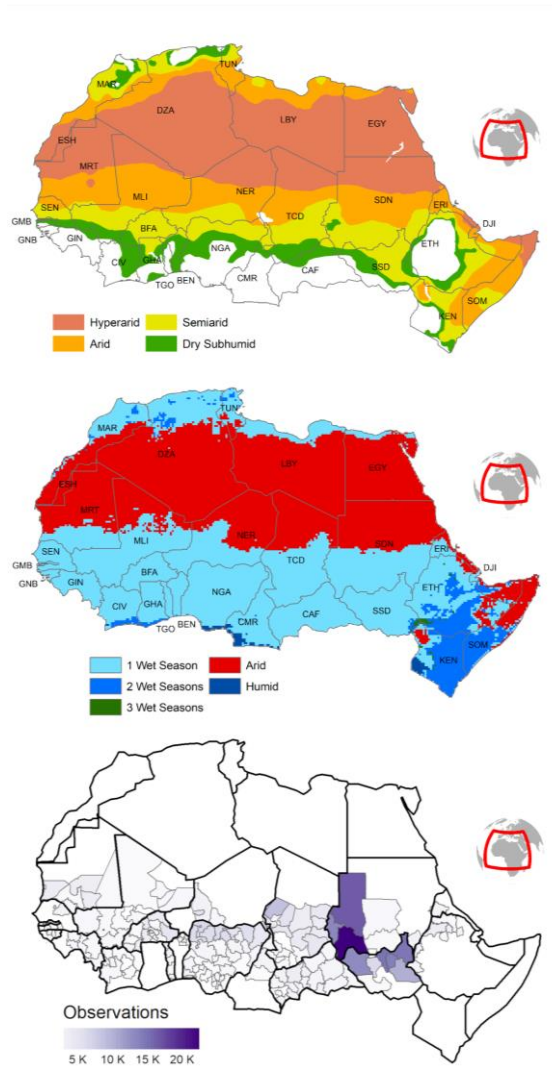 TUN
MAR
DZA
LBY
EGY
ESH
MRT
MLI
NER
TCD
SDN
ERI
SEN
GMB
DJI
GNB
GIN
BFA
NGA
ETH
CIV
GHA
TGO
BEN
CMR
CAF
SSD
SOM
KEN
Hyperarid
Semiarid
Arid
Dry Subhumid
TUN
MAR
DZA
LBY
EGY
ESH
MRT
MLI
NER
SDN
ERI
SEN
TCD
GMB
BFA
DJI
GNB
GIN
ETH
NGA
CIV
GHA
SSD
TGO
BEN
CMR
CAF
SOM
KEN
1 Wet Season
Arid
2 Wet Seasons
Humid
3 Wet Seasons
Observations
5 K 10 K 15 K 20 K